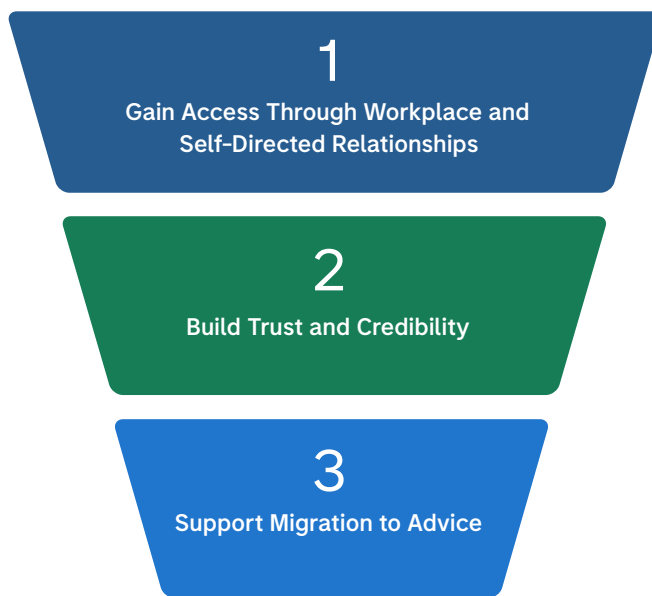 1
Gain Access Through Workplace and
Self-Directed Relationships
2
Build Trust and Credibility
3
Support Migration to Advice